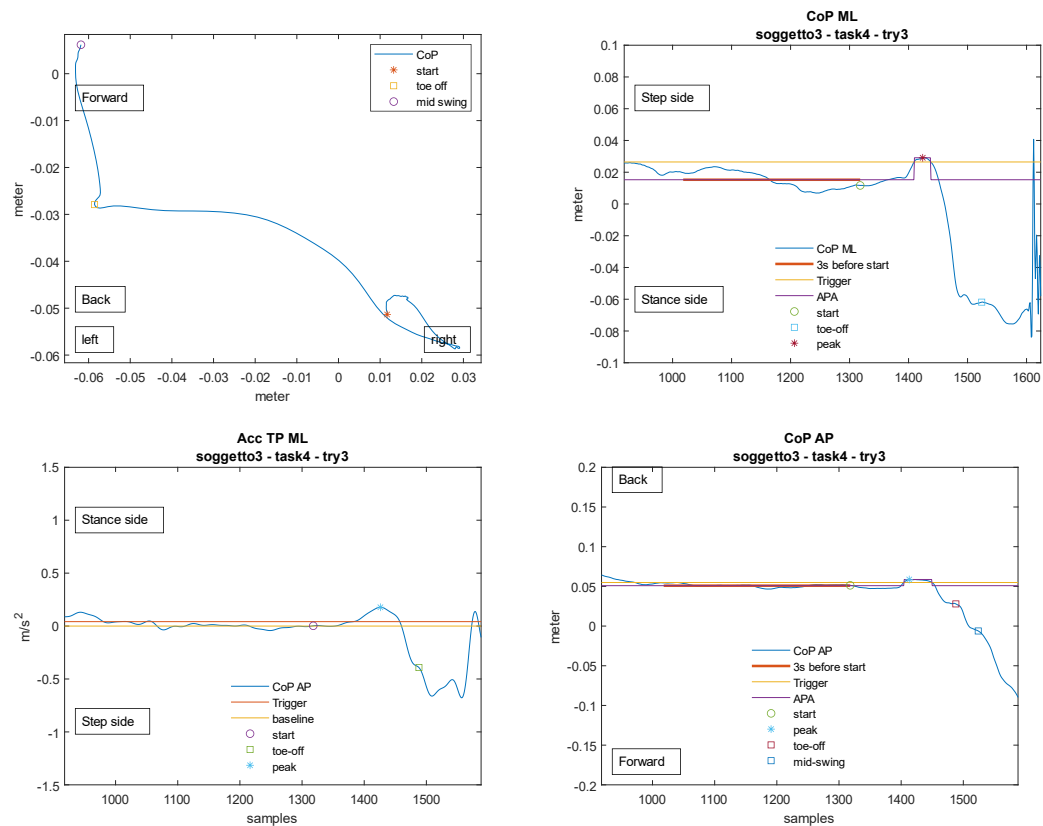 0
-0.01
-0.02
-0.03
-0.04
-0.05
-0.06
meter
Forward
Back
left
right
CoP
start
toe off
mid swing
-0.06 -0.05 -0.04 -0.03 -0.02 -0.01 0 0.01 0.02 0.03
meter
CoP ML
soggetto3 - task4 - try3
0.1
0.08
0.06
0.04
0.02
0
-0.02
-0.04
-0.06
-0.08
-0.1
meter
Step side
Stance side
CoP ML
3s before start
Trigger
APA
start
toe-off
peak
1000 1100 1200 1300 1400 1500 1600
Acc TP ML
soggetto3 - task4 - try3
1.5
1
0.5
0
-0.5
-1
-1.5
m/s²
Stance side
Step side
CoP AP
Trigger
baseline
start
toe-off
peak
1000 1100 1200 1300 1400 1500
samples
CoP AP
soggetto3 - task4 - try3
0.2
0.15
0.1
0.05
0
-0.05
-0.1
-0.15
-0.2
meter
Back
Forward
CoP AP
3s before start
Trigger
APA
start
peak
toe-off
mid-swing
1000 1100 1200 1300 1400 1500
samples